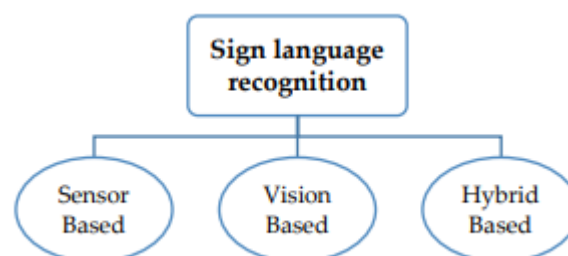 Sign language
recognition
Sensor
Based
Vision
Based
Hybrid
Based